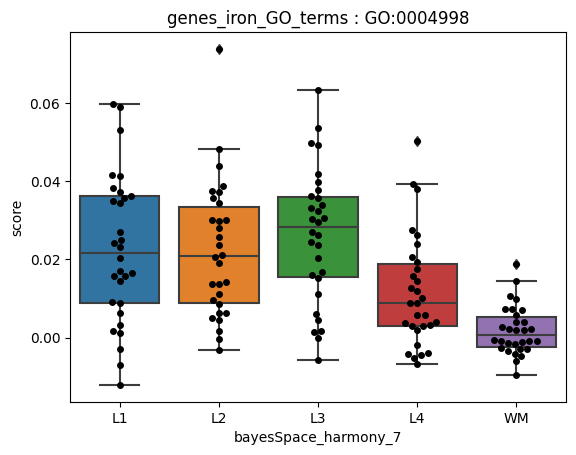 genes_iron_GO_terms : GO:0004998
0.06
0.04
0.02
0.00
score
L1 L2 L3 L4 WM
bayesSpace_harmony_7